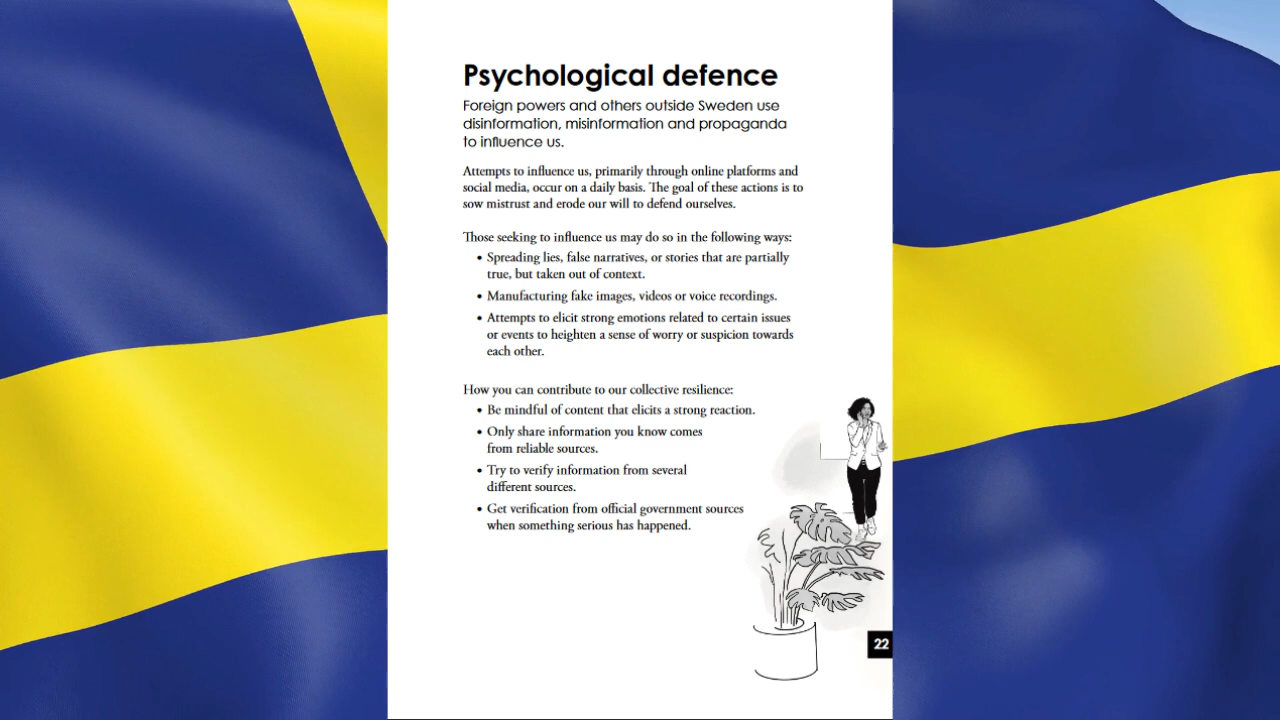 Psychological defence
Foreign powers and others outside Sweden use
disinformation, misinformation and propaganda
to influence us.
Attempts to influence us, primarily through online platforms and
social media, occur on a daily basis. The goal of these actions is to
sow mistrust and erode our will to defend ourselves.
Those seeking to influence us may do so in the following ways:
• Spreading lies, false narratives, or stories that are partially
true, but taken out of context.
• Manufacturing fake images, videos or voice recordings.
• Attempts to elicit strong emotions related to certain issues
or events to heighten a sense of worry or suspicion towards
each other.
How you can contribute to our collective resilience:
• Be mindful of content that elicits a strong reaction.
• Only share information you know comes
from reliable sources.
• Try to verify information from several
different sources.
• Get verification from official government sources
when something serious has happened.
22